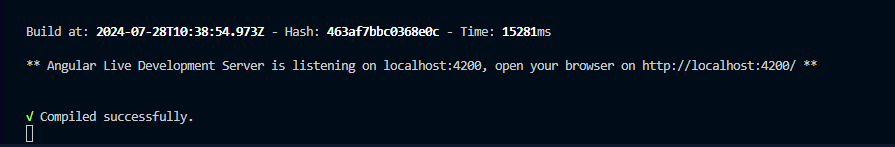 Build at: 2024-07-28T10:38:54.973Z - Hash: 463af7bbc0368e0c - Time: 15281ms
** Angular Live Development Server is listening on localhost:4200, open your browser on http://localhost:4200/ **
√ Compiled successfully.